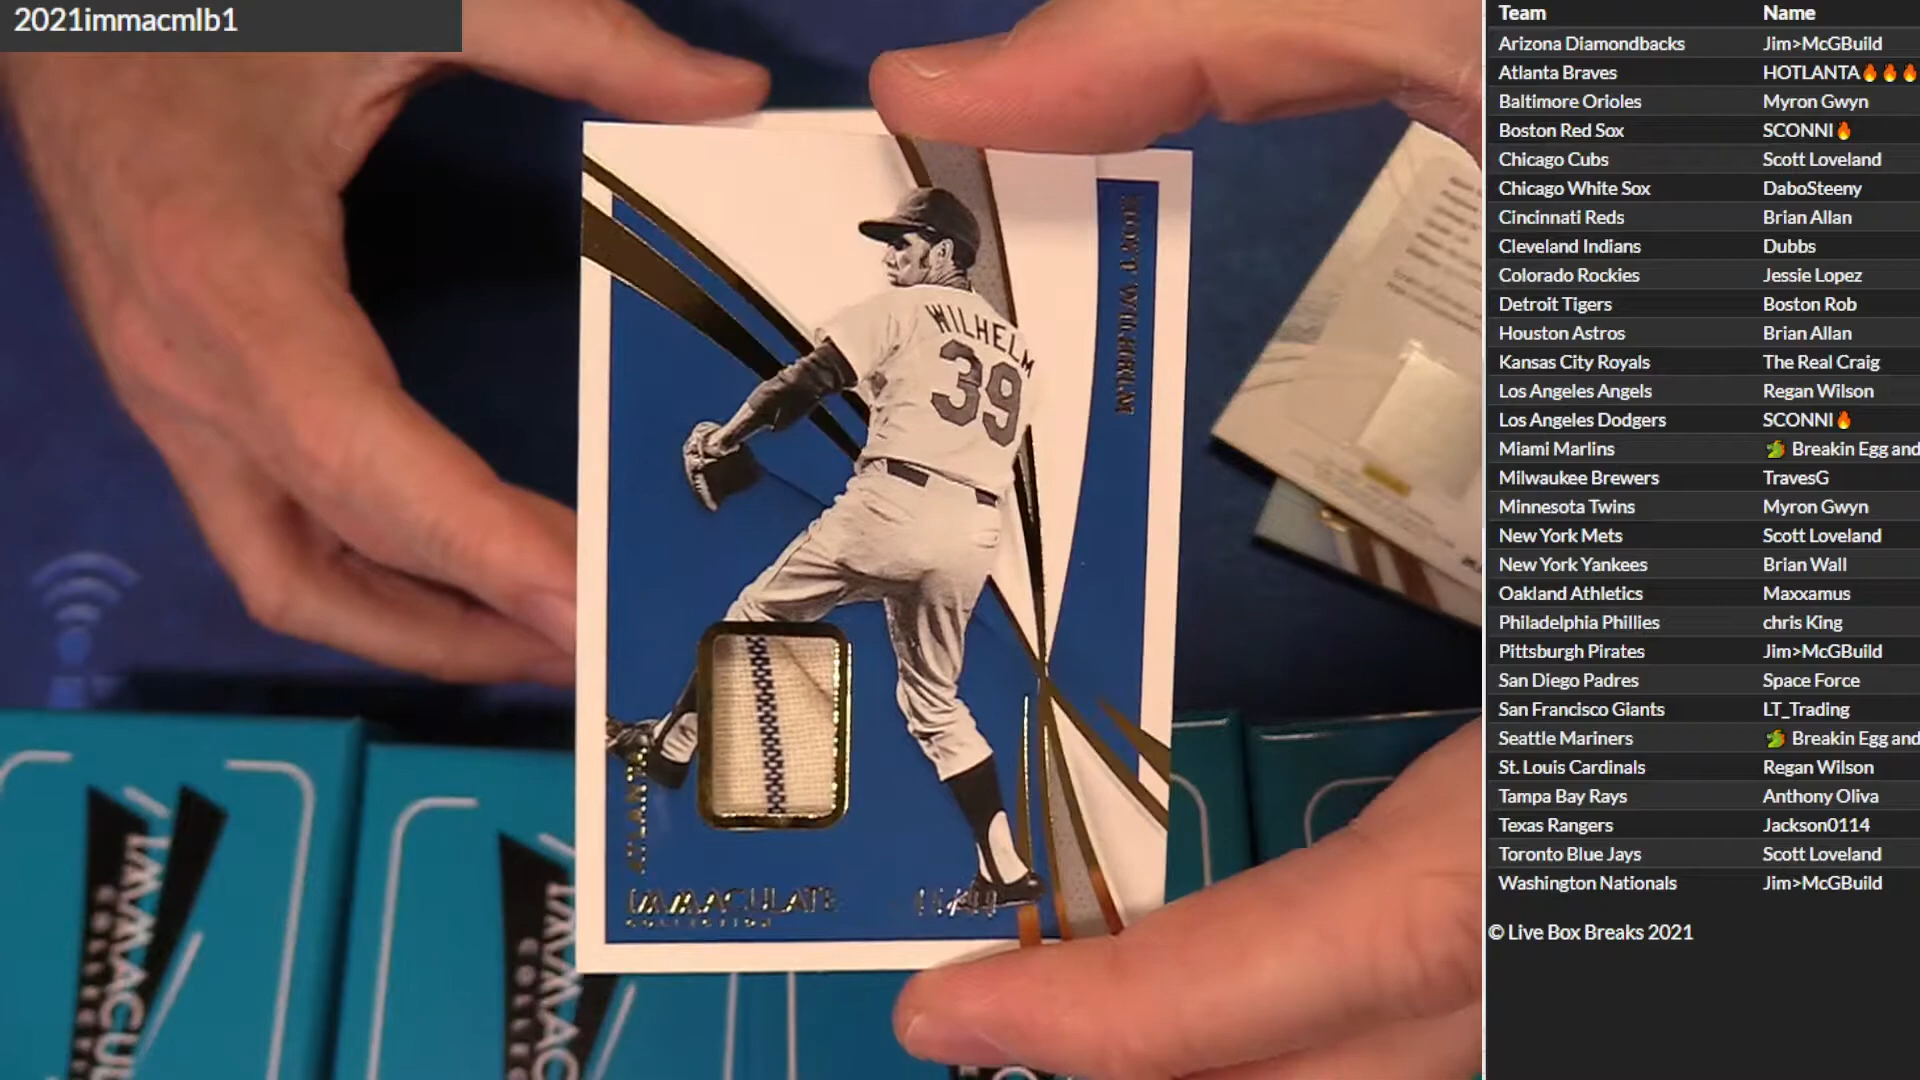 2021immacmlb1
HOYT WILHELM
WILHELM
39
ATLANTA
IMMACULATE
COLLECTION
IMMACUL
IMMAC
Team Name
Arizona Diamondbacks Jim>McGBuild
Atlanta Braves HOTLANTA🔥🔥🔥
Baltimore Orioles Myron Gwyn
Boston Red Sox SCONNI🔥
Chicago Cubs Scott Loveland
Chicago White Sox DaboSteeny
Cincinnati Reds Brian Allan
Cleveland Indians Dubbs
Colorado Rockies Jessie Lopez
Detroit Tigers Boston Rob
Houston Astros Brian Allan
Kansas City Royals The Real Craig
Los Angeles Angels Regan Wilson
Los Angeles Dodgers SCONNI🔥
Miami Marlins 🐲 Breakin Egg and
Milwaukee Brewers TravesG
Minnesota Twins Myron Gwyn
New York Mets Scott Loveland
New York Yankees Brian Wall
Oakland Athletics Maxxamus
Philadelphia Phillies chris King
Pittsburgh Pirates Jim>McGBuild
San Diego Padres Space Force
San Francisco Giants LT_Trading
Seattle Mariners 🐲 Breakin Egg and
St. Louis Cardinals Regan Wilson
Tampa Bay Rays Anthony Oliva
Texas Rangers Jackson0114
Toronto Blue Jays Scott Loveland
Washington Nationals Jim>McGBuild
© Live Box Breaks 2021